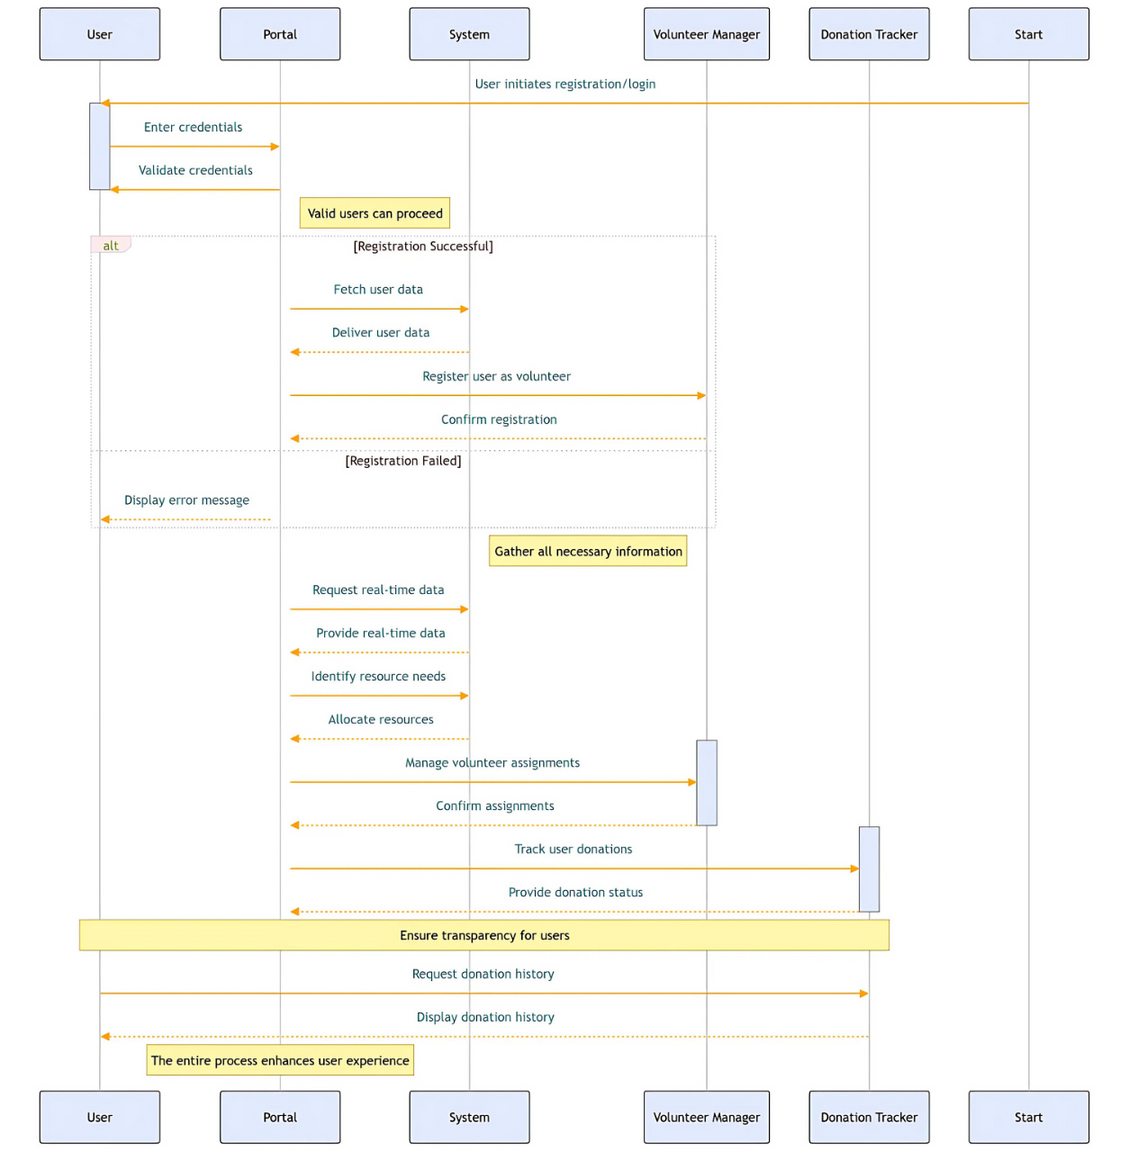 User
Portal
System
Volunteer Manager
Donation Tracker
Start
User initiates registration/login
Enter credentials
Validate credentials
Valid users can proceed
alt
[Registration Successful]
Fetch user data
Deliver user data
Register user as volunteer
Confirm registration
[Registration Failed]
Display error message
Gather all necessary information
Request real-time data
Provide real-time data
Identify resource needs
Allocate resources
Manage volunteer assignments
Confirm assignments
Track user donations
Provide donation status
Ensure transparency for users
Request donation history
Display donation history
The entire process enhances user experience
User
Portal
System
Volunteer Manager
Donation Tracker
Start